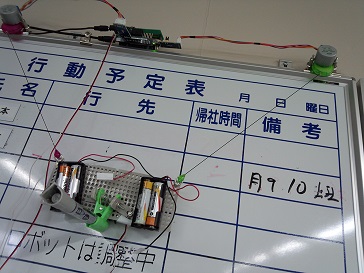 行動予定表 月 日 曜日
氏名 行先 帰社時間 備考
本
月9 10
ロボットは調整中